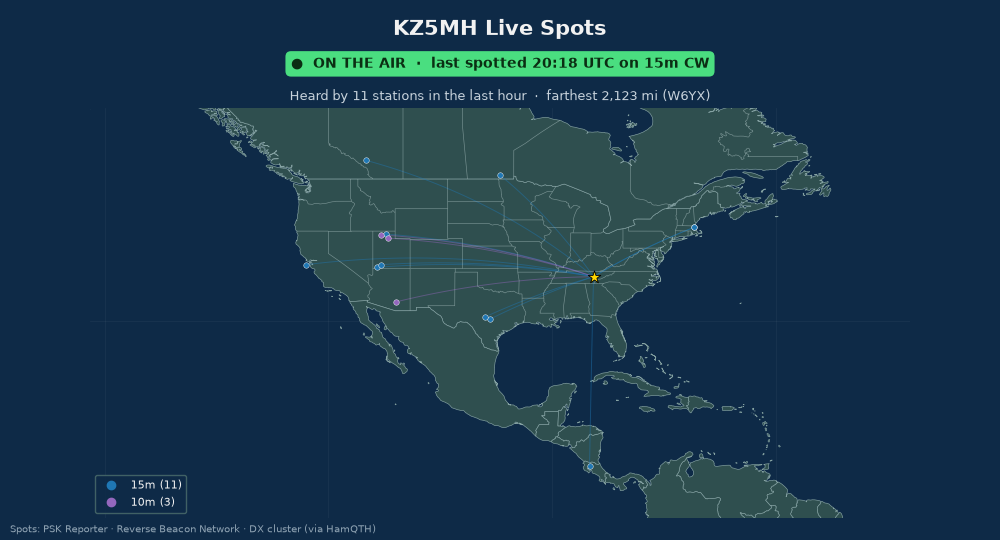 KZ5MH Live Spots
● ON THE AIR · last spotted 20:18 UTC on 15m CW
Heard by 11 stations in the last hour · farthest 2,123 mi (W6YX)
15m (11)
10m (3)
Spots: PSK Reporter · Reverse Beacon Network · DX cluster (via HamQTH)